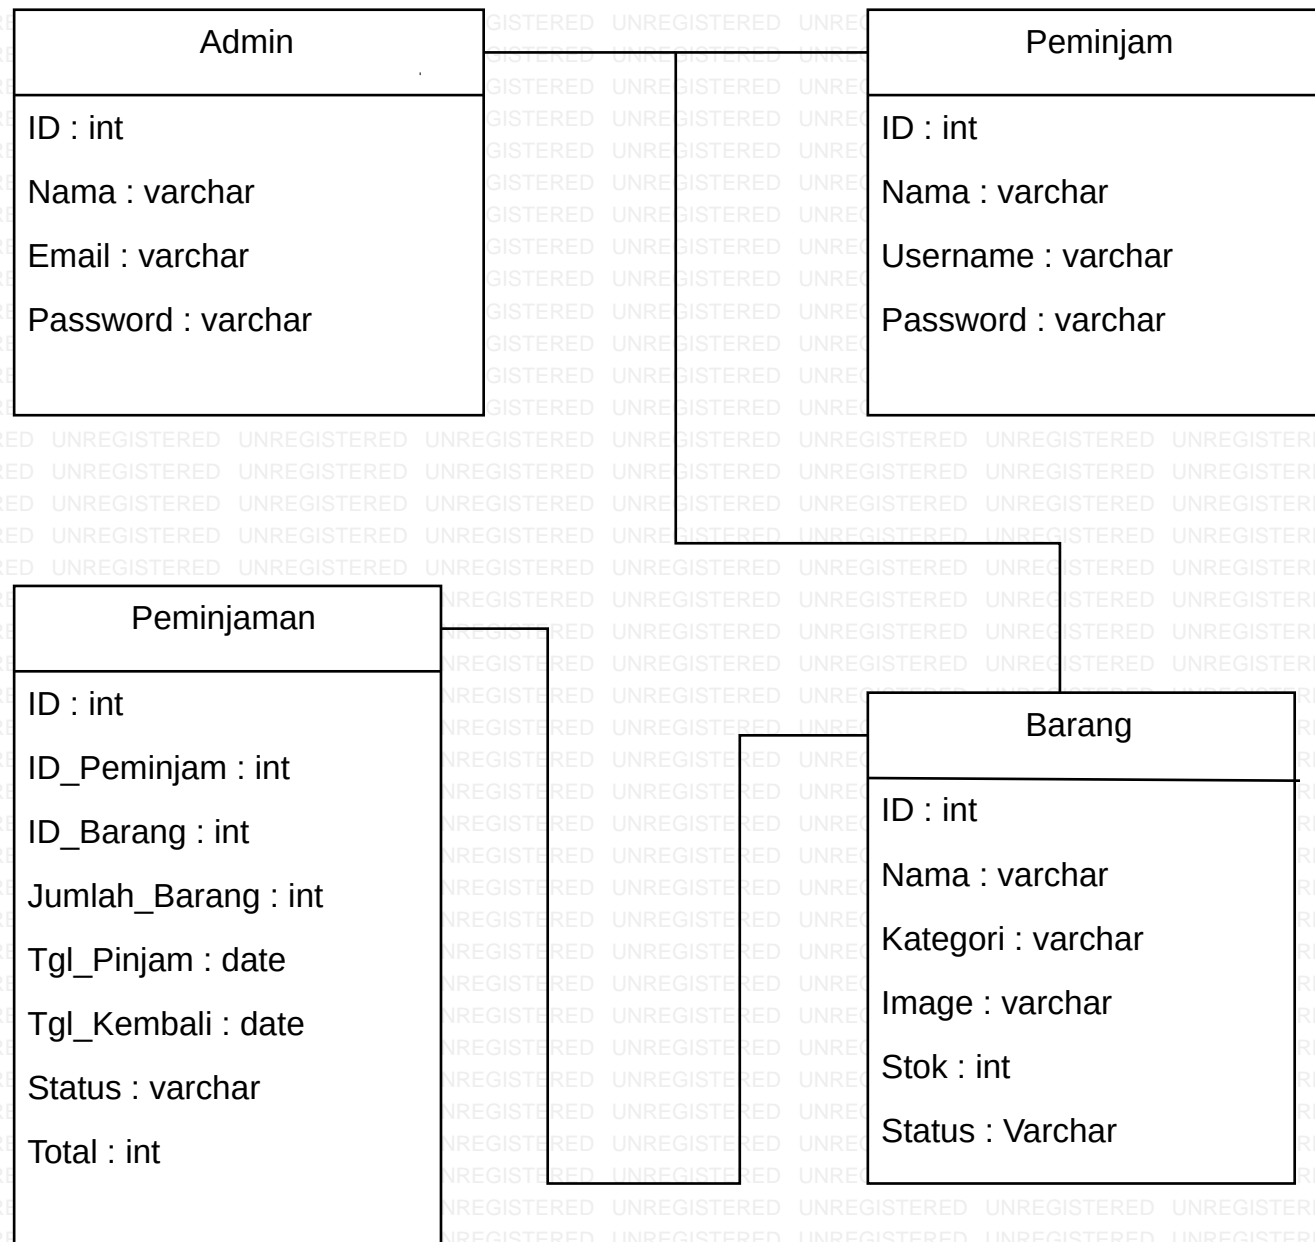 Admin
ID : int
Nama : varchar
Email : varchar
Password : varchar
Peminjam
ID : int
Nama : varchar
Username : varchar
Password : varchar
Peminjaman
ID : int
ID_Peminjam : int
ID_Barang : int
Jumlah_Barang : int
Tgl_Pinjam : date
Tgl_Kembali : date
Status : varchar
Total : int
Barang
ID : int
Nama : varchar
Kategori : varchar
Image : varchar
Stok : int
Status : Varchar
UNREGISTERED